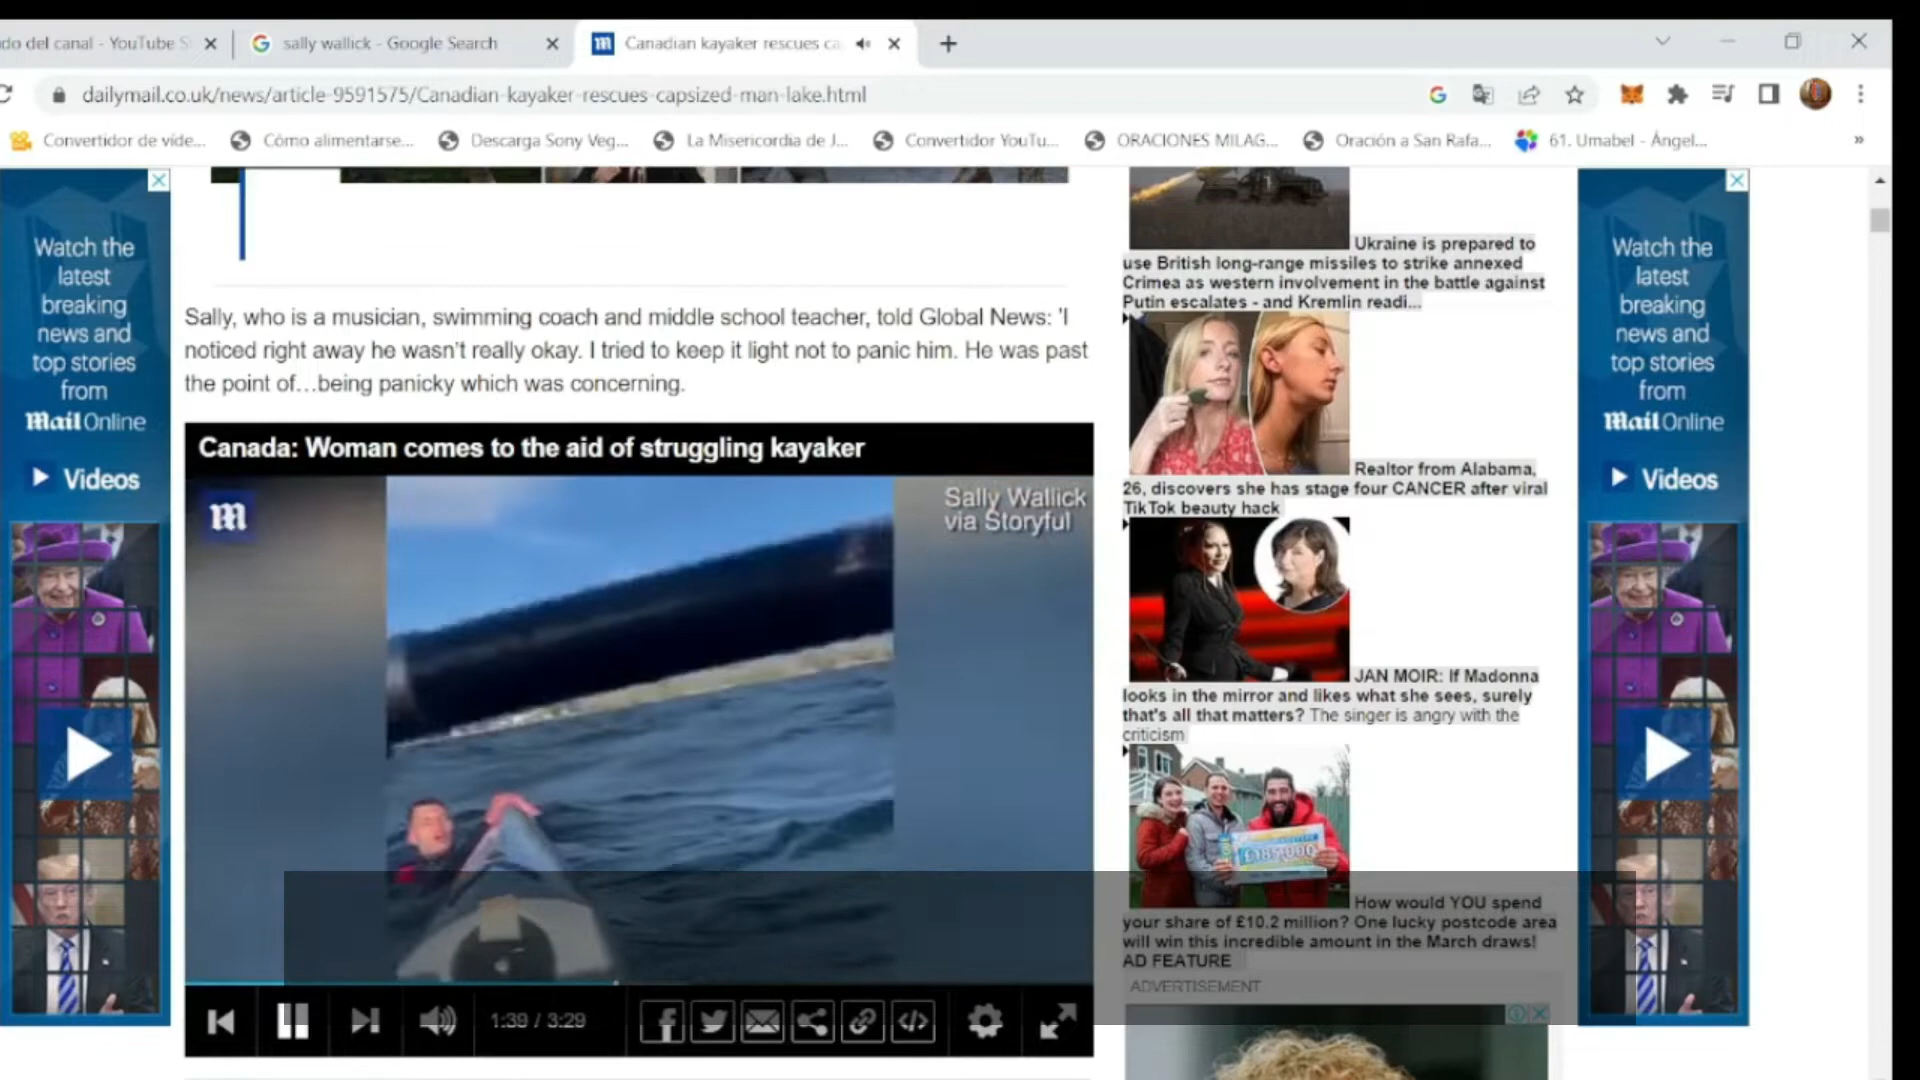 do del canal - YouTube S
sally wallick - Google Search
Canadian kayaker rescues ca
dailymail.co.uk/news/article-9591575/Canadian-kayaker-rescues-capsized-man-lake.html
Convertidor de víde...
Cómo alimentarse...
Descarga Sony Veg...
La Misericordia de J...
Convertidor YouTu...
ORACIONES MILAG...
Oración a San Rafa...
61. Umabel - Ángel...
»
Watch the
latest
breaking
news and
top stories
from
Mail Online
Videos
Sally, who is a musician, swimming coach and middle school teacher, told Global News: 'I
noticed right away he wasn't really okay. I tried to keep it light not to panic him. He was past
the point of...being panicky which was concerning.
Canada: Woman comes to the aid of struggling kayaker
m
Sally Wallick
via Storyful
1:39 / 3:29
Ukraine is prepared to
use British long-range missiles to strike annexed
Crimea as western involvement in the battle against
Putin escalates - and Kremlin readi...
Realtor from Alabama,
26, discovers she has stage four CANCER after viral
TikTok beauty hack
JAN MOIR: If Madonna
looks in the mirror and likes what she sees, surely
that's all that matters? The singer is angry with the
criticism
£185,000
How would YOU spend
your share of £10.2 million? One lucky postcode area
will win this incredible amount in the March draws!
AD FEATURE
ADVERTISEMENT
Watch the
latest
breaking
news and
top stories
from
Mail Online
Videos